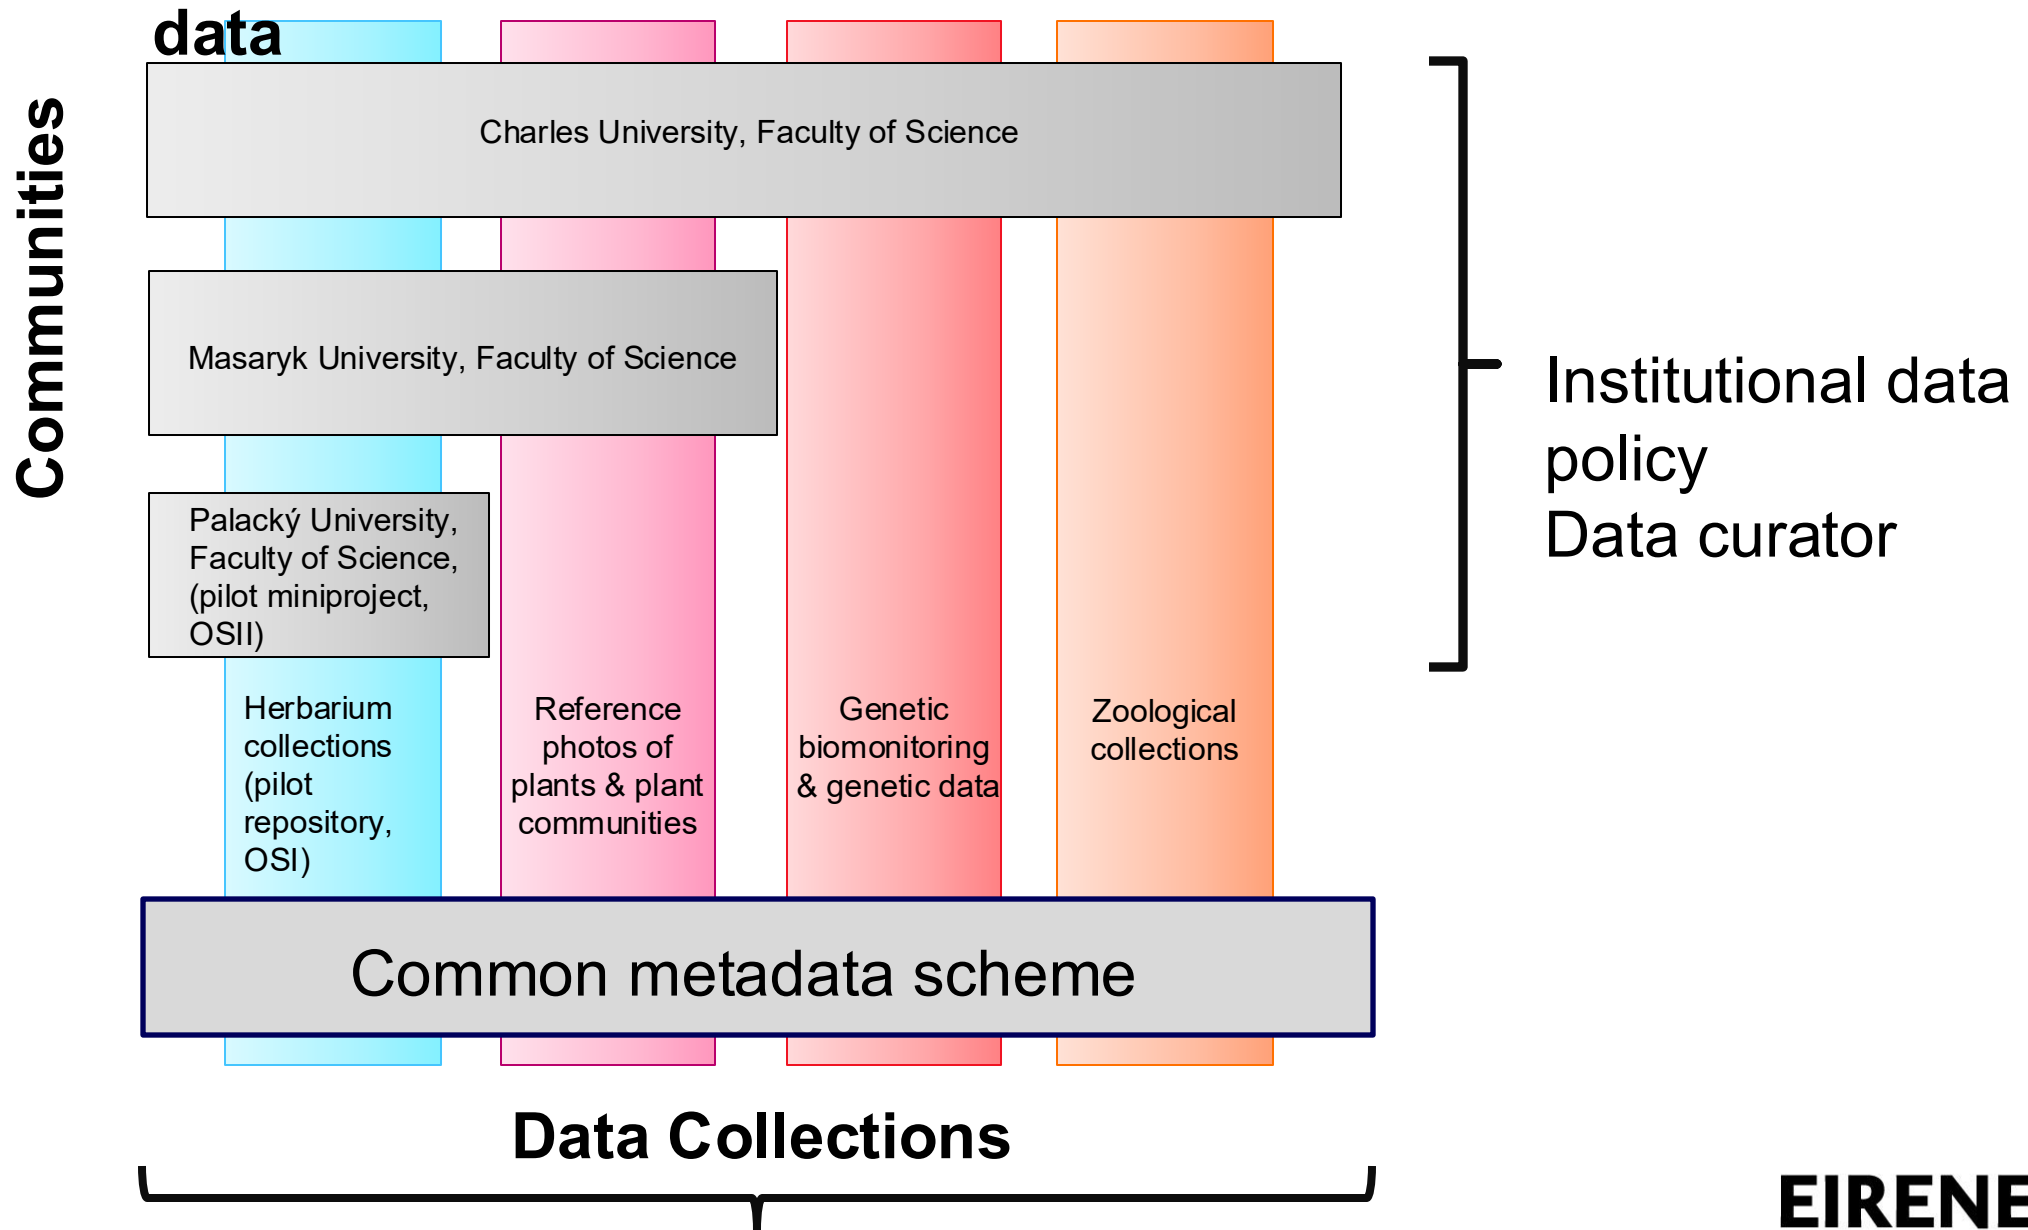 data
Communities
Charles University, Faculty of Science
Masaryk University, Faculty of Science
Palacký University,
Faculty of Science,
(pilot miniproject,
OSII)
Institutional data
policy
Data curator
Herbarium
collections
(pilot
repository,
OSI)
Reference
photos of
plants & plant
communities
Genetic
biomonitoring
& genetic data
Zoological
collections
Common metadata scheme
Data Collections
EIRENE